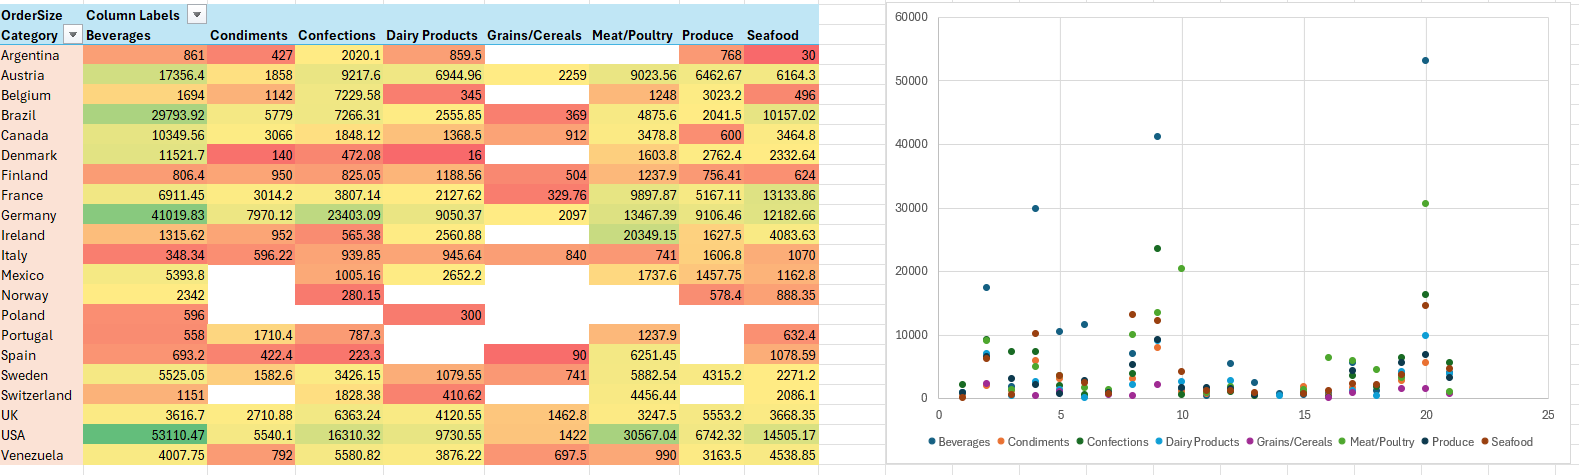 OrderSize Column Labels
Category Beverages Condiments Confections Dairy Products Grains/Cereals Meat/Poultry Produce Seafood
Argentina 861 427 2020.1 859.5 768 30
Austria 17356.4 1858 9217.6 6944.96 2259 9023.56 6462.67 6164.3
Belgium 1694 1142 7229.58 345 1248 3023.2 496
Brazil 29793.92 5779 7266.31 2555.85 369 4875.6 2041.5 10157.02
Canada 10349.56 3066 1848.12 1368.5 912 3478.8 600 3464.8
Denmark 11521.7 140 472.08 16 1603.8 2762.4 2332.64
Finland 806.4 950 825.05 1188.56 504 1237.9 756.41 624
France 6911.45 3014.2 3807.14 2127.62 329.76 9897.87 5167.11 13133.86
Germany 41019.83 7970.12 23403.09 9050.37 2097 13467.39 9106.46 12182.66
Ireland 1315.62 952 565.38 2560.88 20349.15 1627.5 4083.63
Italy 348.34 596.22 939.85 945.64 840 741 1606.8 1070
Mexico 5393.8 1005.16 2652.2 1737.6 1457.75 1162.8
Norway 2342 280.15 578.4 888.35
Poland 596 300
Portugal 558 1710.4 787.3 1237.9 632.4
Spain 693.2 422.4 223.3 90 6251.45 1078.59
Sweden 5525.05 1582.6 3426.15 1079.55 741 5882.54 4315.2 2271.2
Switzerland 1151 1828.38 410.62 4456.44 2086.1
UK 3616.7 2710.88 6363.24 4120.55 1462.8 3247.5 5553.2 3668.35
USA 53110.47 5540.1 16310.32 9730.55 1422 30567.04 6742.32 14505.17
Venezuela 4007.75 792 5580.82 3876.22 697.5 990 3163.5 4538.85
60000
50000
40000
30000
20000
10000
0
0 5 10 15 20 25
Beverages Condiments Confections Dairy Products Grains/Cereals Meat/Poultry Produce Seafood